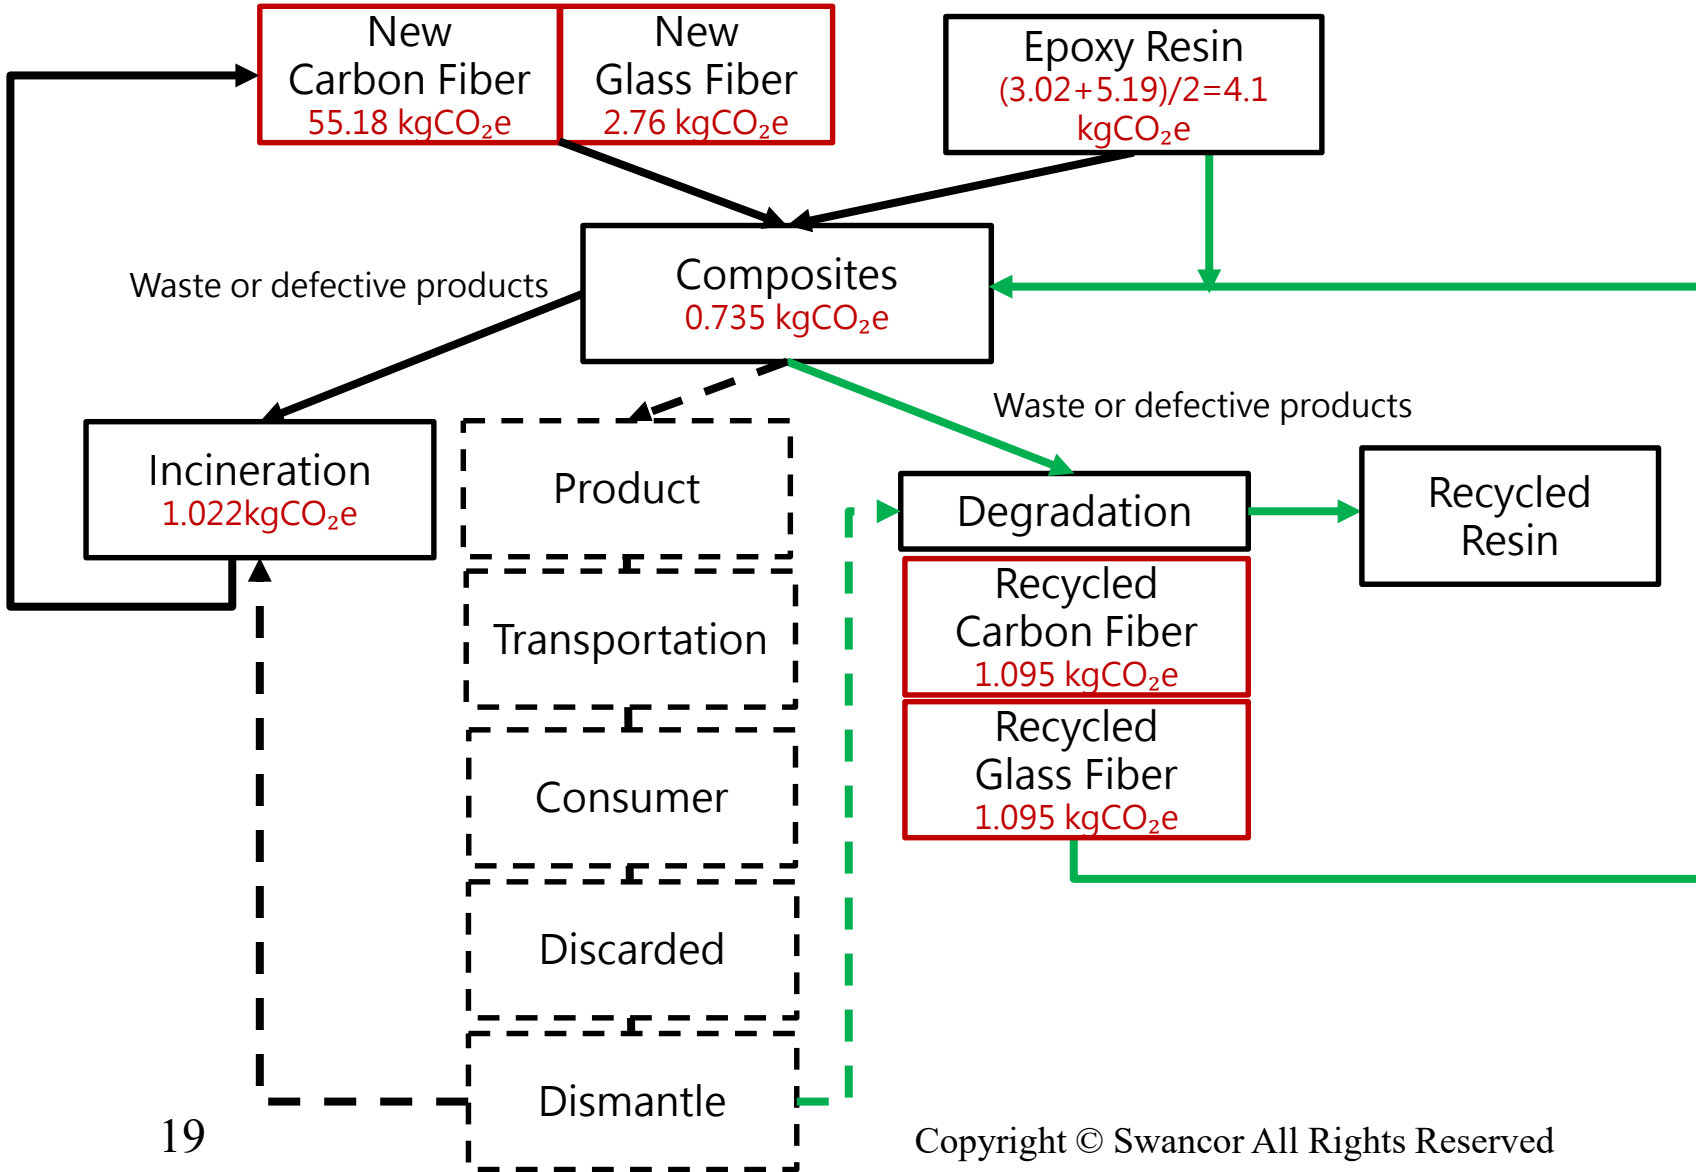 New
Carbon Fiber
55.18 kgCO₂e
New
Glass Fiber
2.76 kgCO₂e
Epoxy Resin
(3.02+5.19)/2=4.1
kgCO₂e
Composites
0.735 kgCO₂e
Waste or defective products
Waste or defective products
Incineration
1.022kgCO₂e
Product
Transportation
Consumer
Discarded
Dismantle
Degradation
Recycled
Carbon Fiber
1.095 kgCO₂e
Recycled
Glass Fiber
1.095 kgCO₂e
Recycled
Resin
19
Copyright © Swancor All Rights Reserved